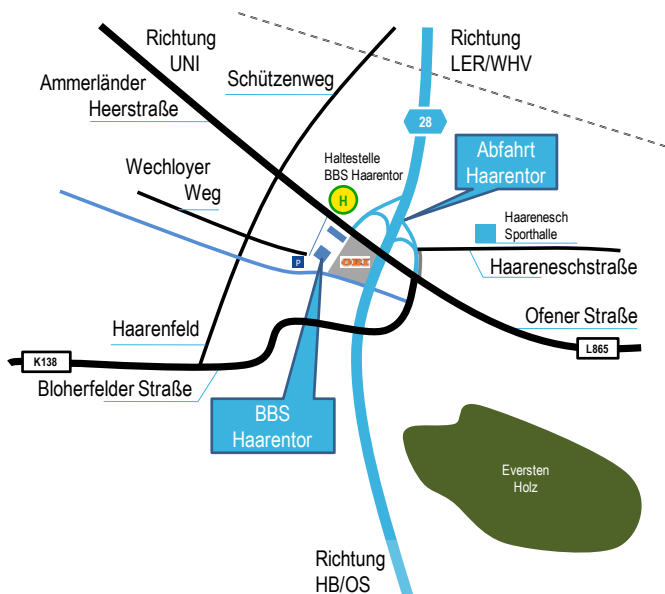 Richtung
UNI
Richtung
LER/WHV
Ammerländer
Heerstraße
Schützenweg
28
Abfahrt
Haarentor
Haltestelle
BBS Haarentor
H
Wechloyer
Weg
Haarenesch
Sporthalle
P
OBI
Haareneschstraße
Haarenfeld
Ofener Straße
K138
L865
Bloherfelder Straße
BBS
Haarentor
Eversten
Holz
Richtung
HB/OS